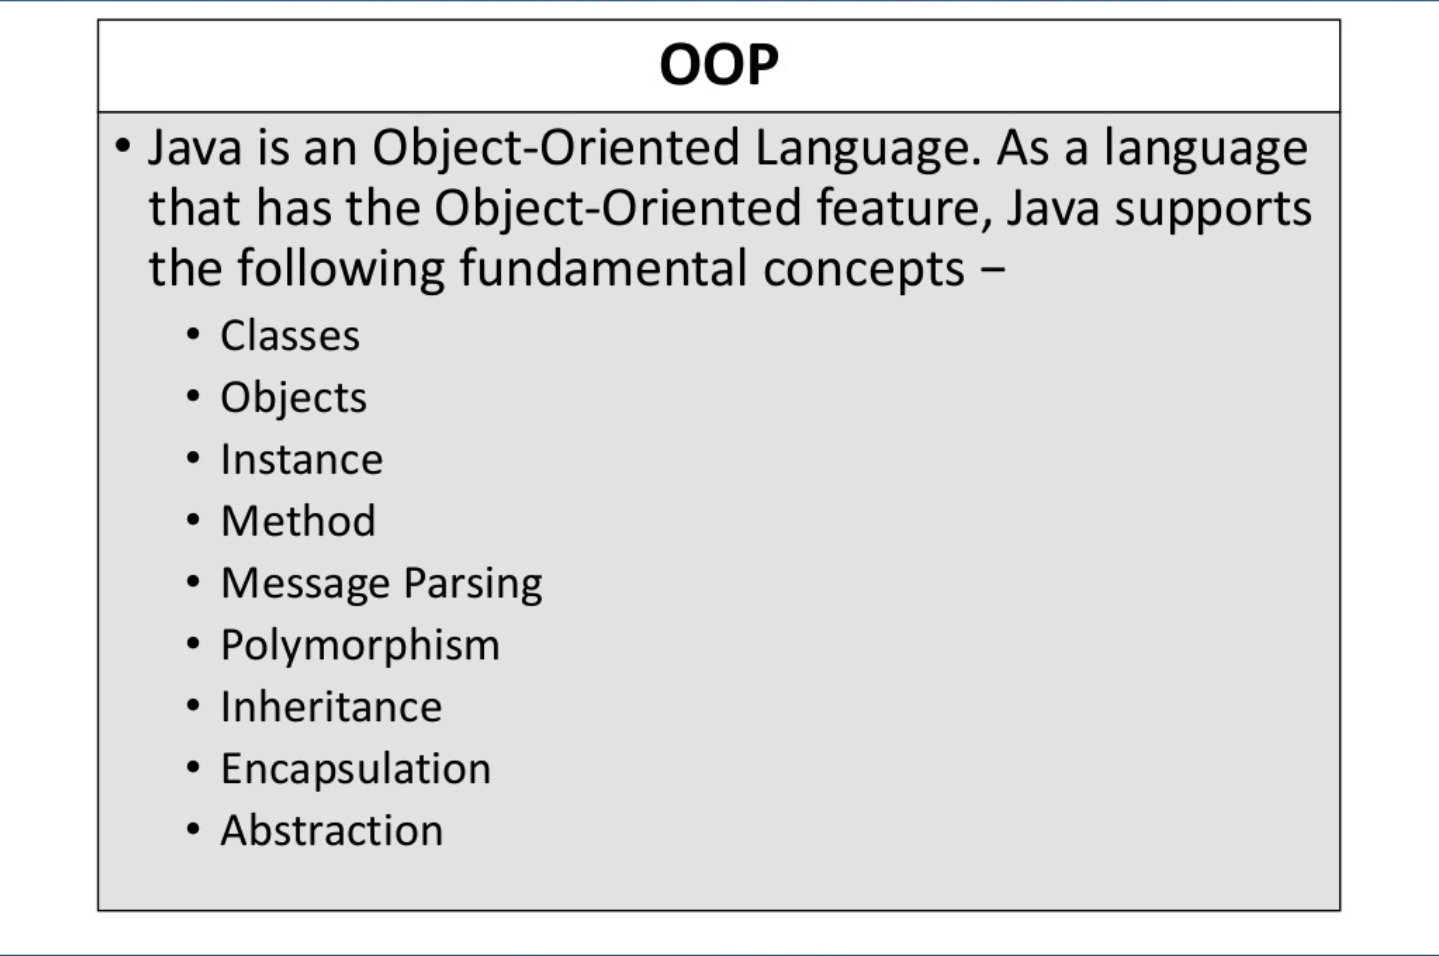 OOP
• Java is an Object-Oriented Language. As a language
that has the Object-Oriented feature, Java supports
the following fundamental concepts –
• Classes
• Objects
• Instance
• Method
• Message Parsing
• Polymorphism
• Inheritance
• Encapsulation
• Abstraction